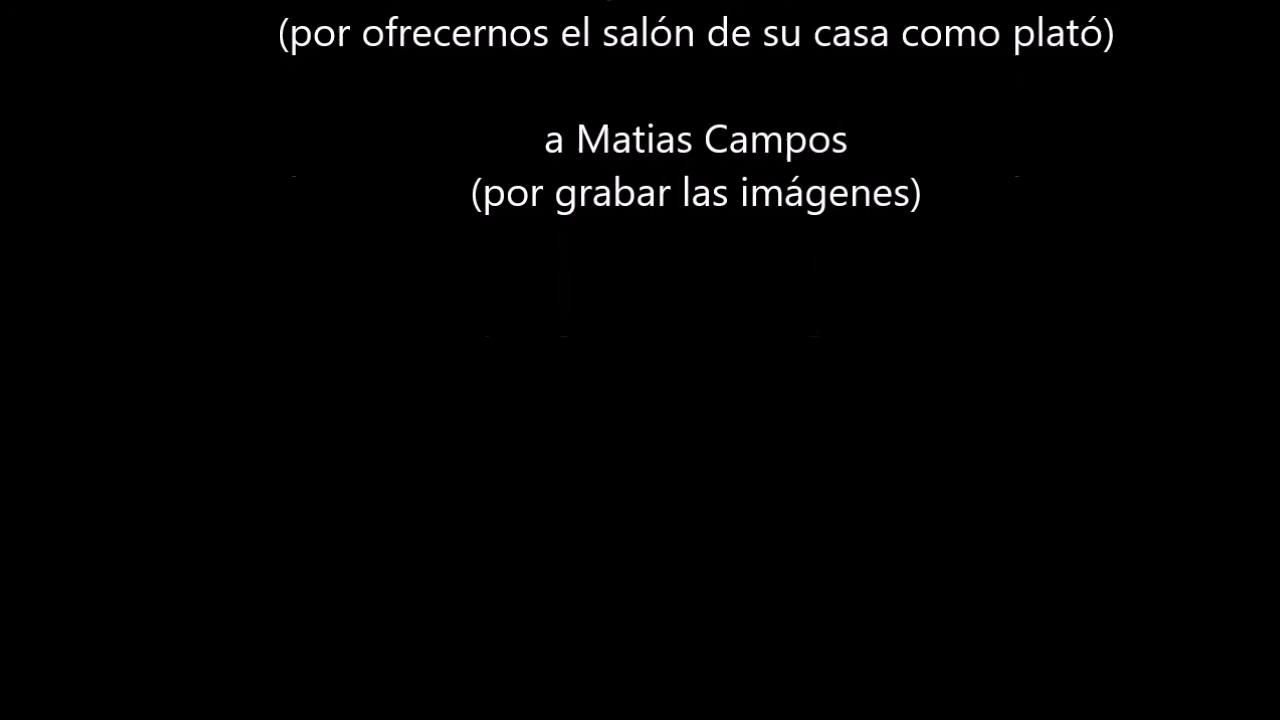 (por ofrecernos el salón de su casa como plató)
a Matias Campos
(por grabar las imágenes)